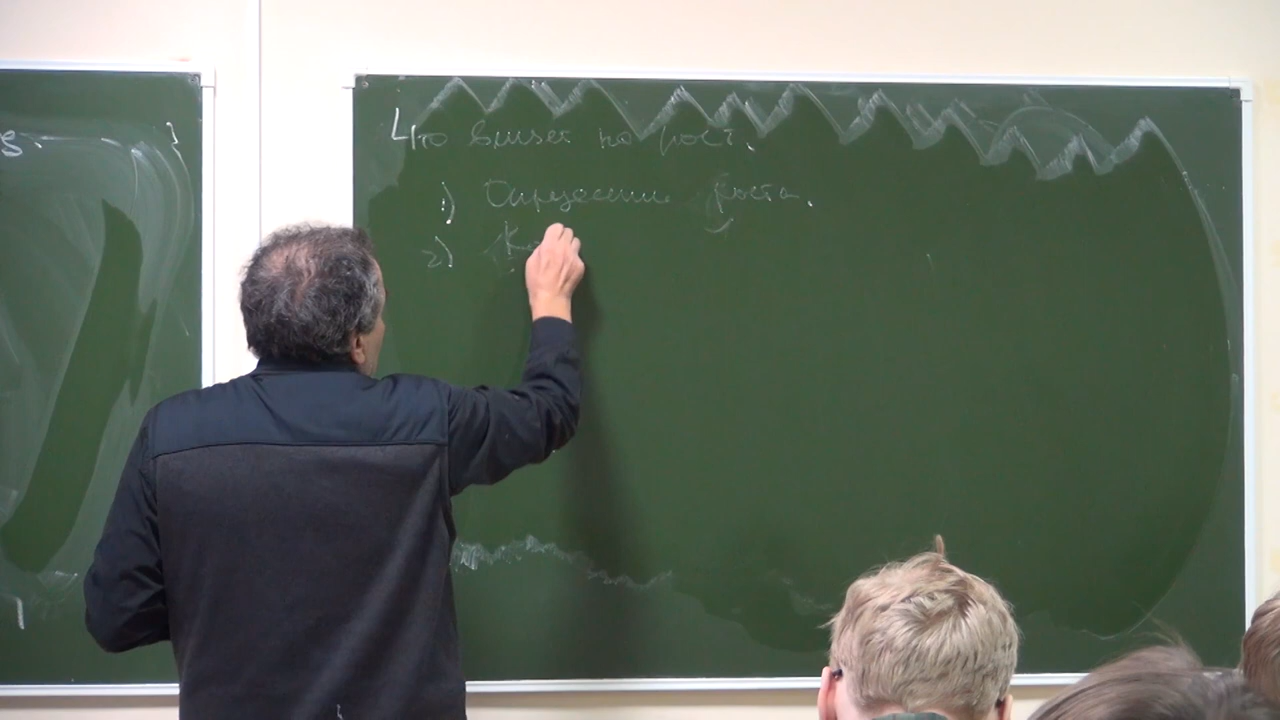 Что влияет на рост.
1) Определение роста.
2)